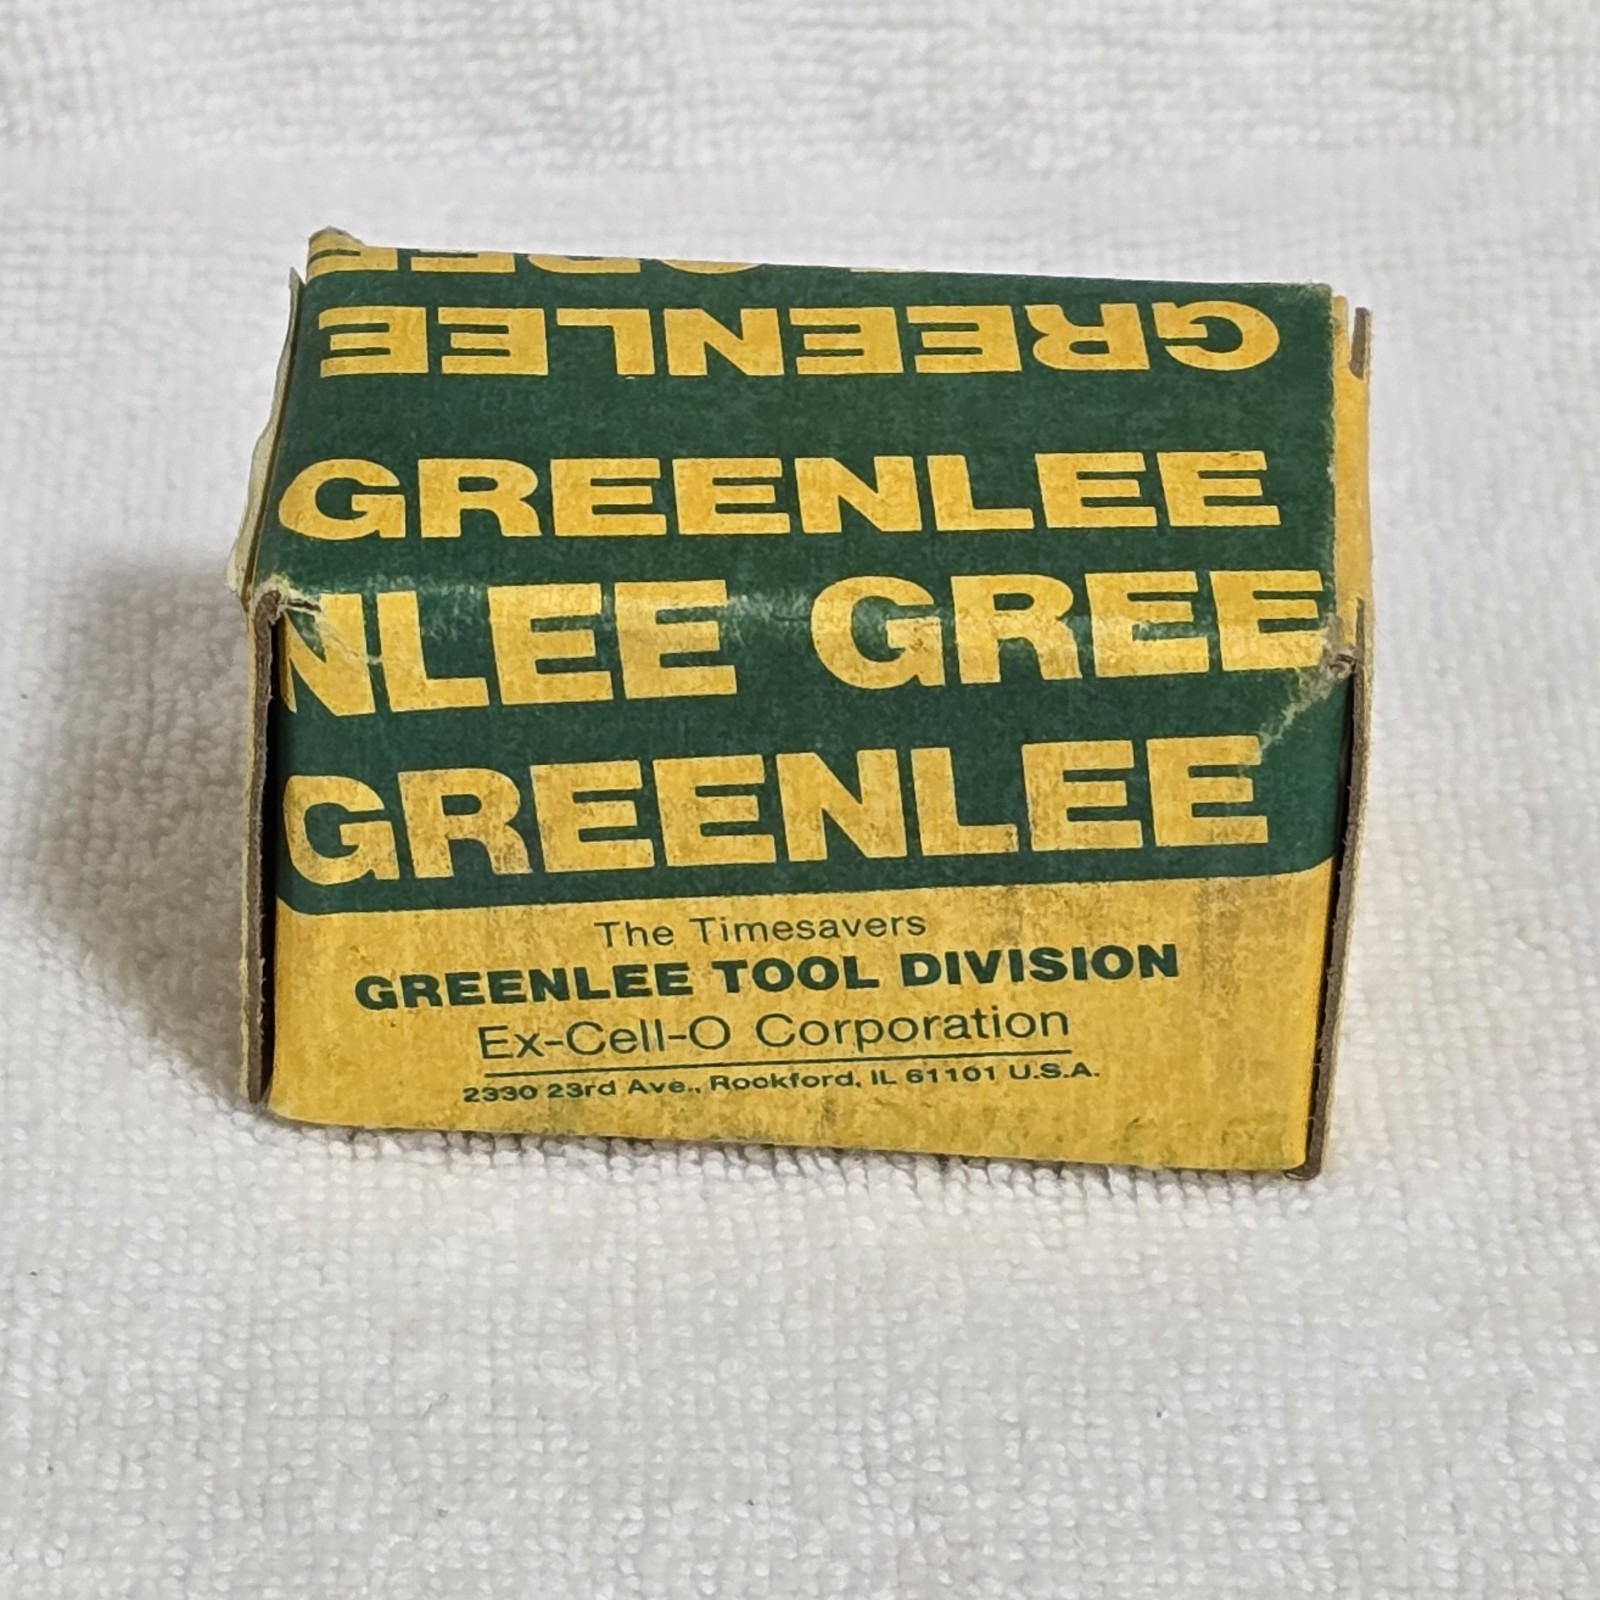 GREENLEE
GREENLEE
NLEE GREE
GREENLEE
The Timesavers
GREENLEE TOOL DIVISION
Ex-Cell-O Corporation
2330 23rd Ave., Rockford, IL 61101 U.S.A.